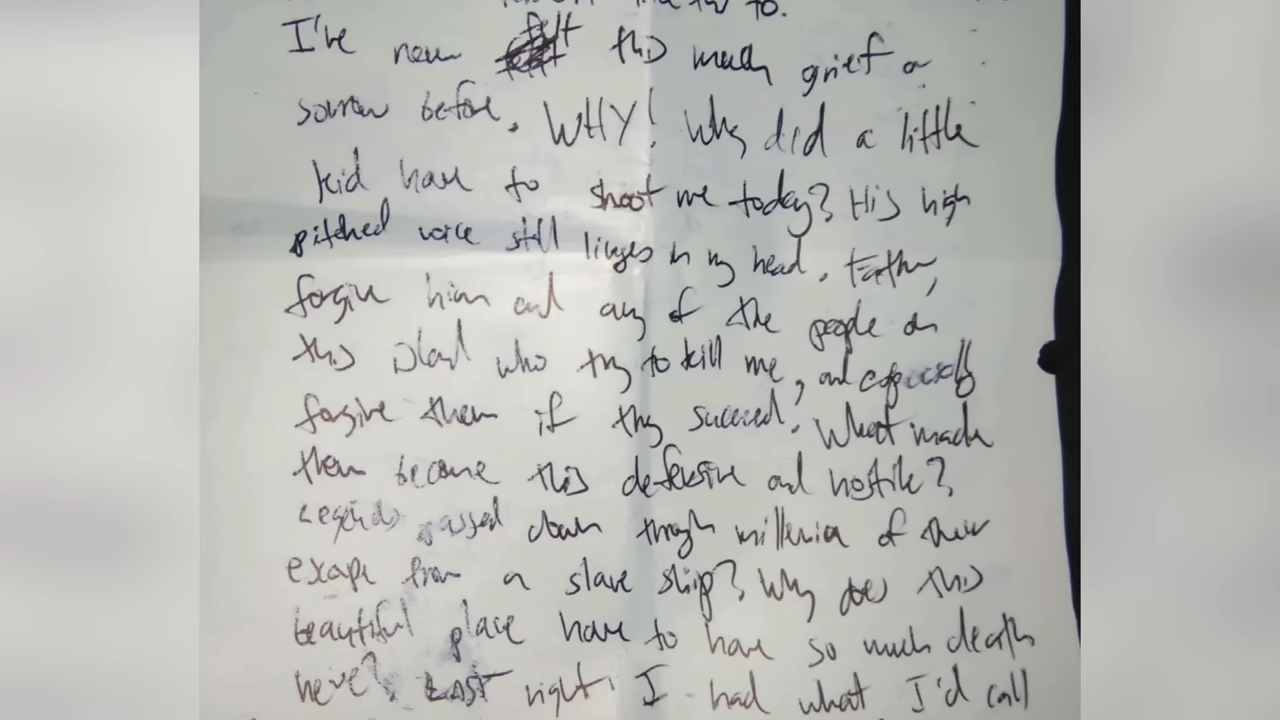 to.
I've never felt this much grief or
sorrow before. WHY! Why did a little
kid have to shoot me today? His high
pitched voice still lingers in my head. Father,
forgive him and any of the people on
this island who try to kill me, and especially
forgive them if they succeed. What made
them become this defensive and hostile?
Legends passed down through millenia of their
escape from a slave ship? Why does this
beautiful place have to have so much death
here? Last night I had what I'd call